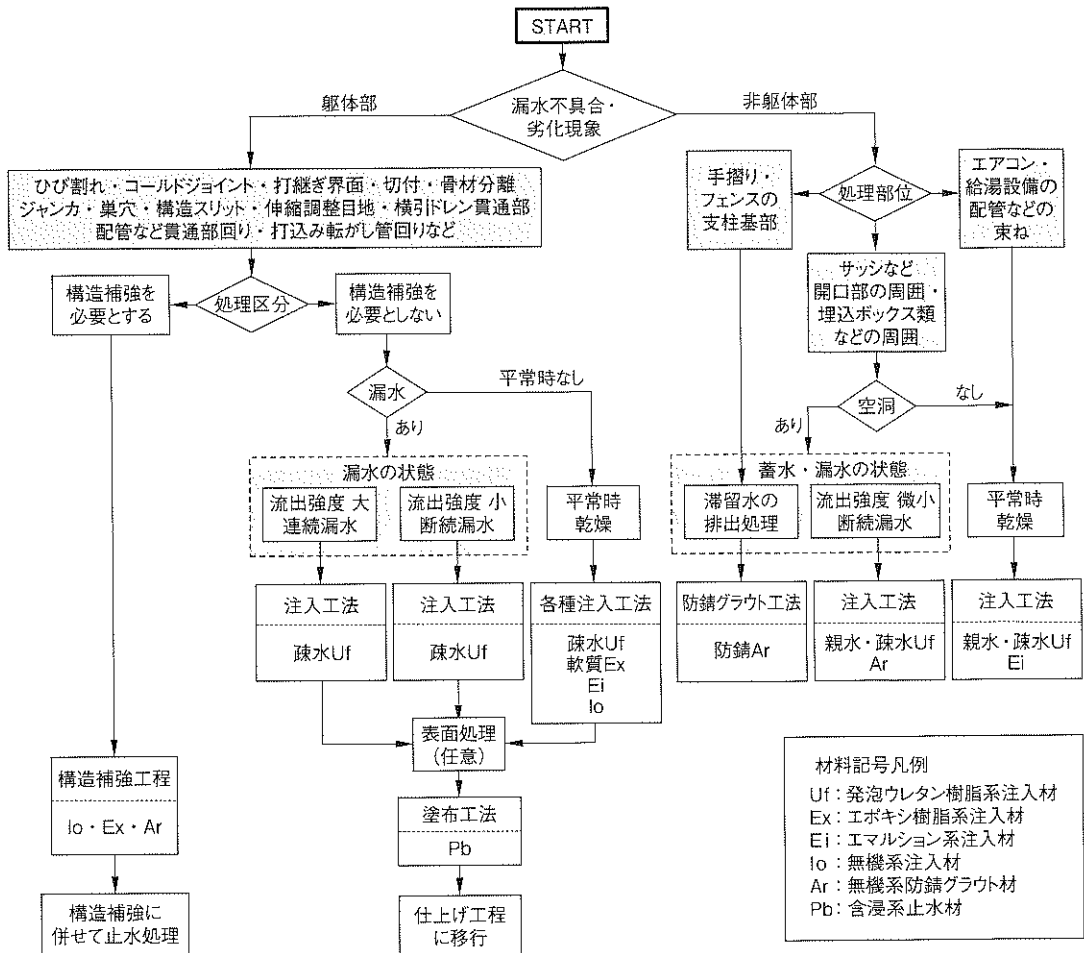 START
漏水不具合・
劣化現象
躯体部
非躯体部
ひび割れ・コールドジョイント・打継ぎ界面・切付・骨材分離
ジャンカ・巣穴・構造スリット・伸縮調整目地・横引ドレン貫通部
配管など貫通部回り・打込み転がし管回りなど
手摺り・
フェンスの
支柱基部
処理部位
エアコン・
給湯設備の
配管などの
束ね
サッシなど
開口部の周囲・
埋込ボックス類
などの周囲
構造補強を
必要とする
処理区分
構造補強を
必要としない
漏水
平常時なし
あり
空洞
なし
あり
漏水の状態
流出強度 大
連続漏水
流出強度 小
断続漏水
平常時
乾燥
蓄水・漏水の状態
滞留水の
排出処理
流出強度 微小
断続漏水
平常時
乾燥
注入工法
疎水Uf
注入工法
疎水Uf
各種注入工法
疎水Uf
軟質Ex
Ei
Io
防錆グラウト工法
防錆Ar
注入工法
親水・疎水Uf
Ar
注入工法
親水・疎水Uf
Ei
表面処理
(任意)
構造補強工程
Io・Ex・Ar
塗布工法
Pb
構造補強に
併せて止水処理
仕上げ工程
に移行
材料記号凡例
Uf：発泡ウレタン樹脂系注入材
Ex：エポキシ樹脂系注入材
Ei：エマルション系注入材
Io：無機系注入材
Ar：無機系防錆グラウト材
Pb：含浸系止水材